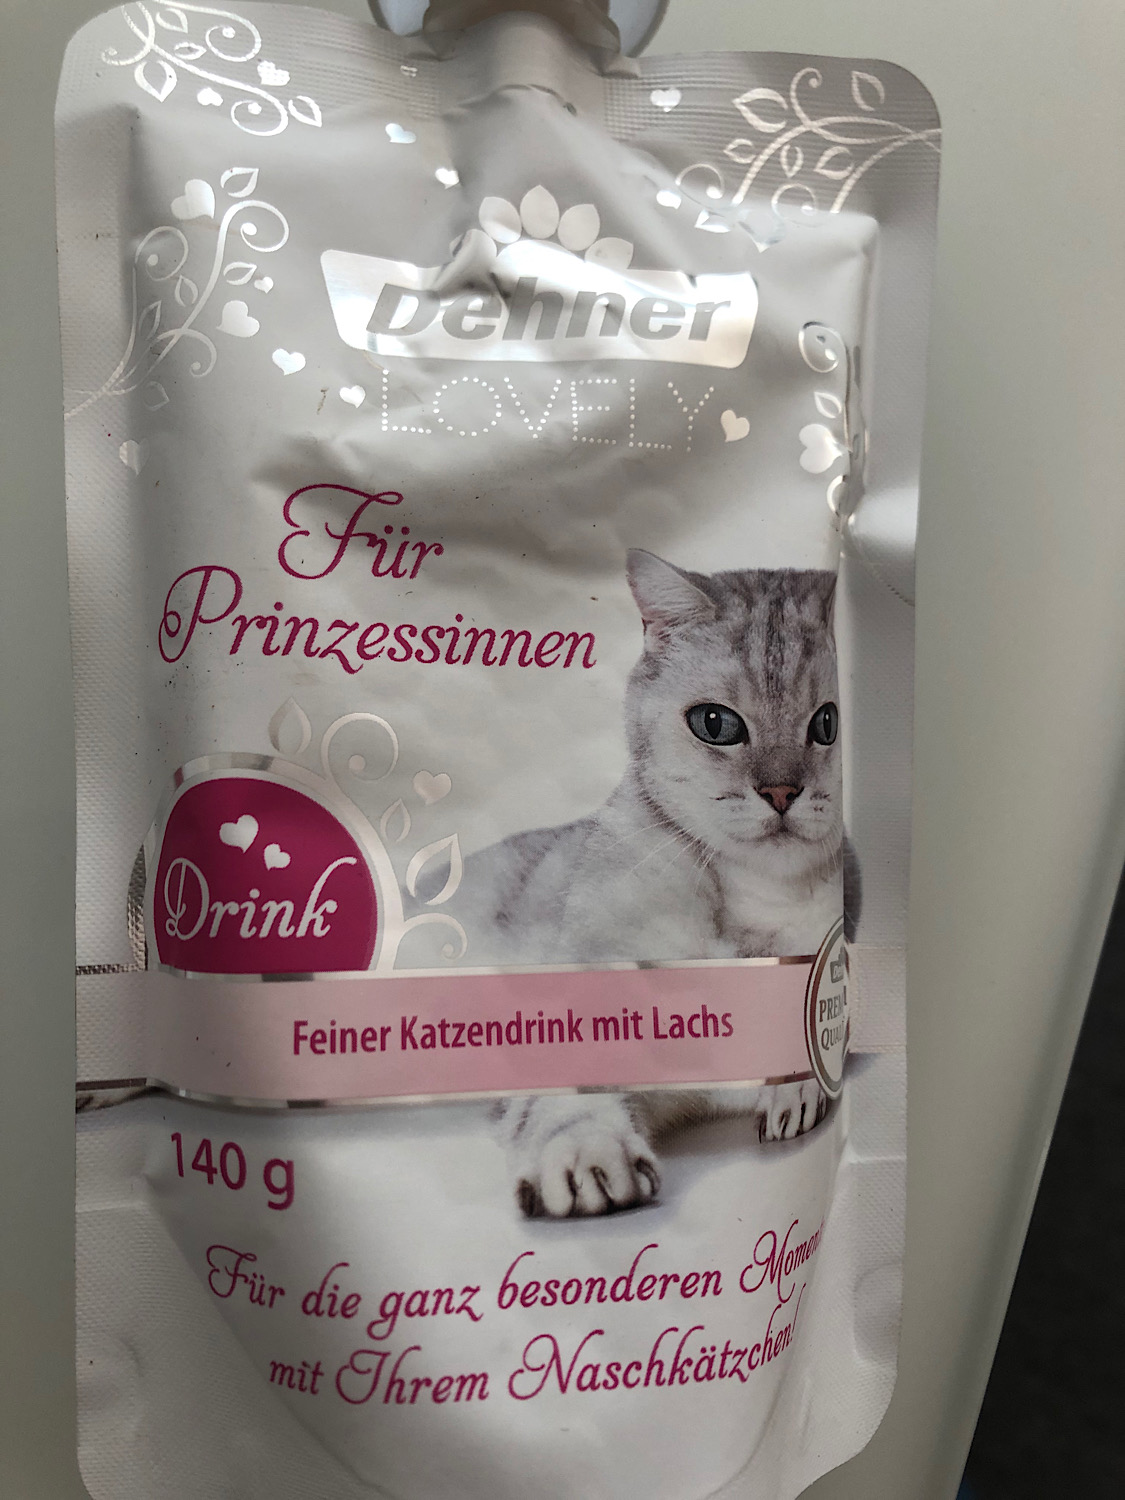 Dehner
LOVELY
Für
Prinzessinnen
Drink
Feiner Katzendrink mit Lachs
140 g
Für die ganz besonderen
mit Ihrem Naschkätzchen!